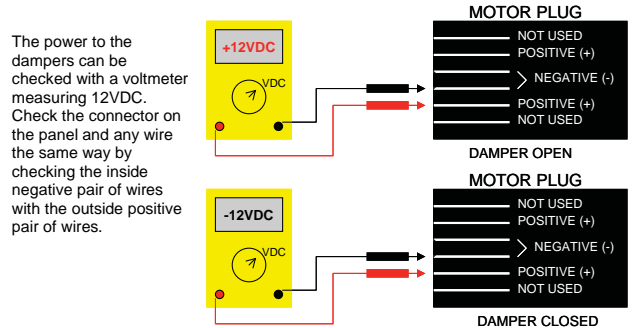 The power to the
dampers can be
checked with a voltmeter
measuring 12VDC.
Check the connector on
the panel and any wire
the same way by
checking the inside
negative pair of wires
with the outside positive
pair of wires.
+12VDC
VDC
MOTOR PLUG
NOT USED
POSITIVE (+)
NEGATIVE (-)
POSITIVE (+)
NOT USED
DAMPER OPEN
-12VDC
VDC
MOTOR PLUG
NOT USED
POSITIVE (+)
NEGATIVE (-)
POSITIVE (+)
NOT USED
DAMPER CLOSED